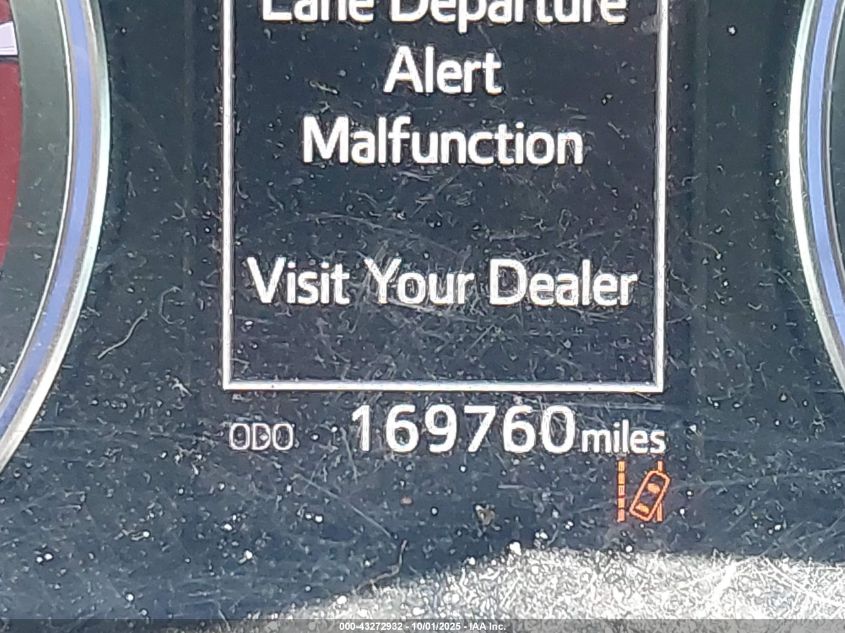 Lane Departure
Alert
Malfunction
Visit Your Dealer
ODO 169760 miles
000-43272932 - 10/01/2025 - IAA Inc.